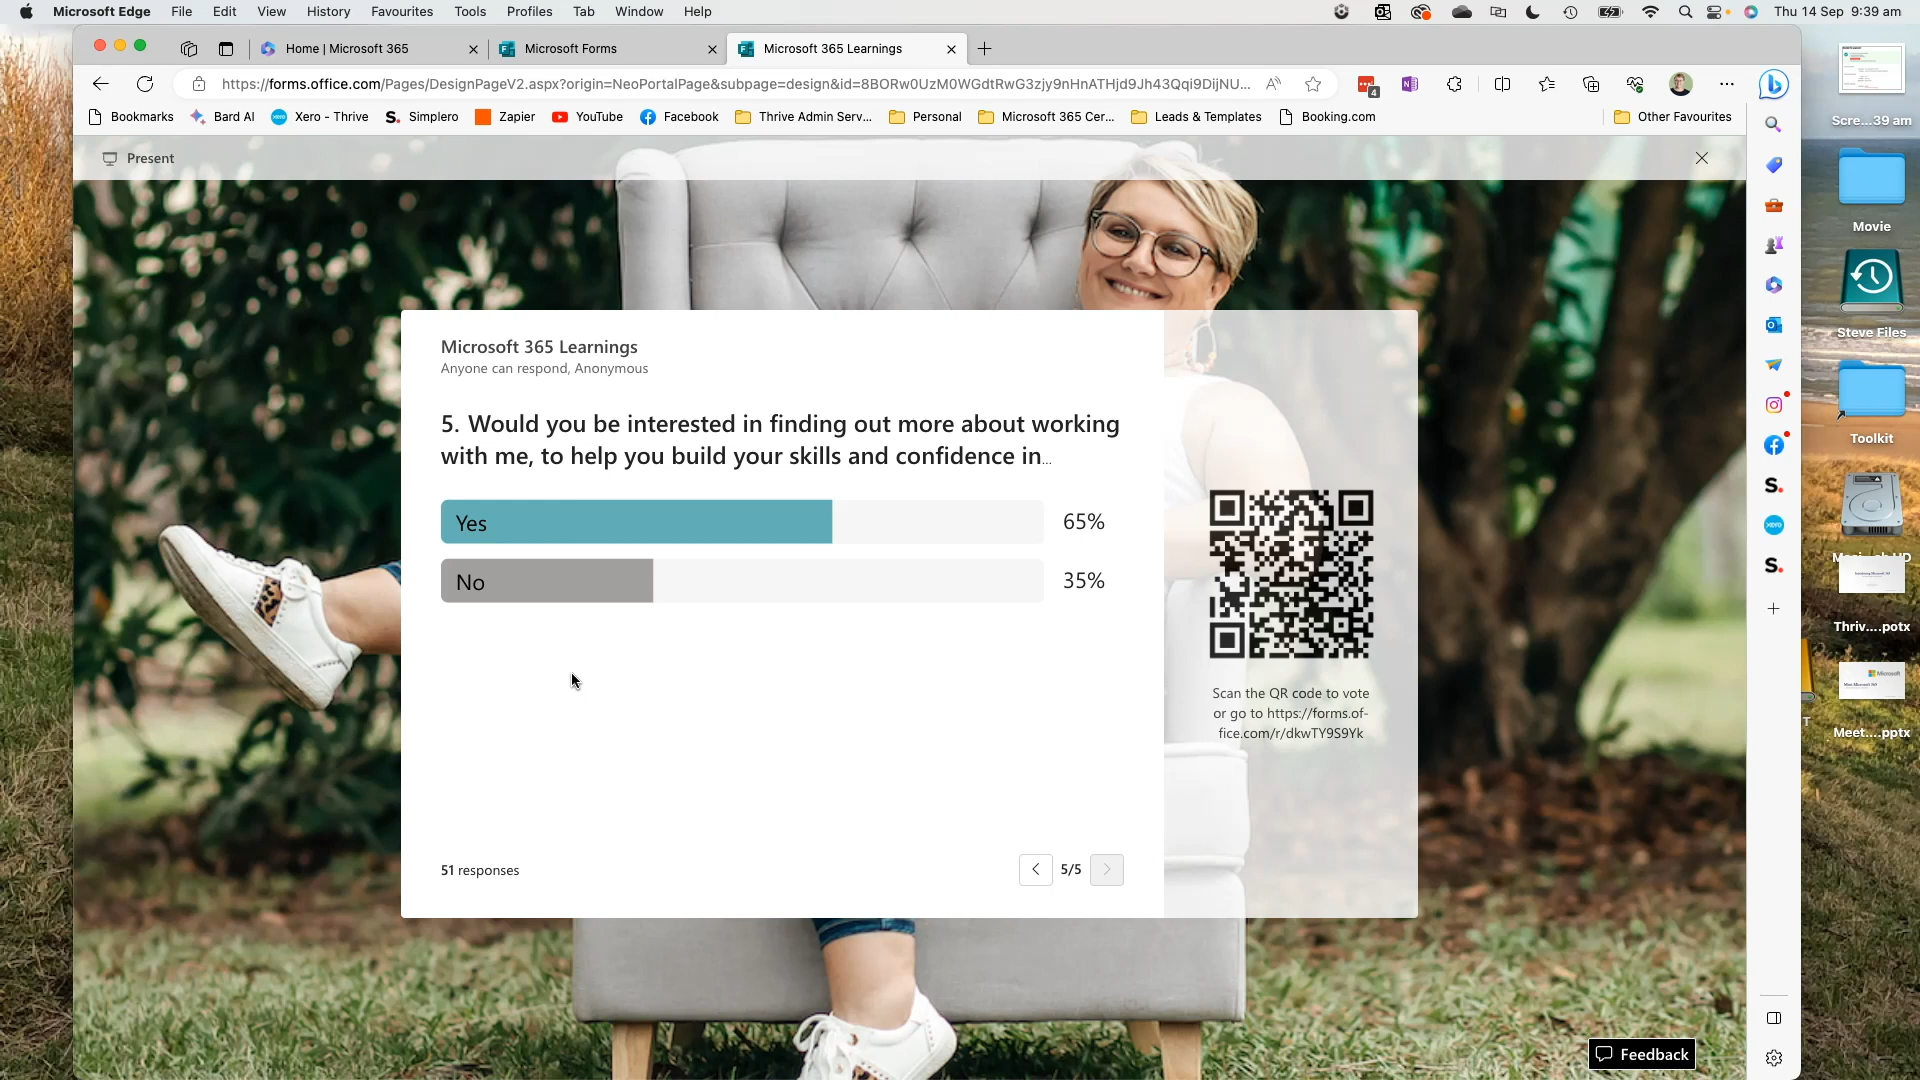 Microsoft Edge File Edit View History Favourites Tools Profiles Tab Window Help
Thu 14 Sep 9:39 am
Home | Microsoft 365
Microsoft Forms
Microsoft 365 Learnings
https://forms.office.com/Pages/DesignPageV2.aspx?origin=NeoPortalPage&subpage=design&id=8BORw0UzM0WGdtRwG3zjy9nHnATHjd9Jh43Qqi9DijNU...
4
Bookmarks Bard AI Xero - Thrive Simplero Zapier YouTube Facebook Thrive Admin Serv... Personal Microsoft 365 Cer... Leads & Templates Booking.com Other Favourites
Present
Microsoft 365 Learnings
Anyone can respond, Anonymous
5. Would you be interested in finding out more about working
with me, to help you build your skills and confidence in...
Yes 65%
No 35%
51 responses
5/5
Scan the QR code to vote
or go to https://forms.of-
fice.com/r/dkwTY9S9Yk
Feedback
Scre...39 am
Movie
Steve Files
Toolkit
Thriv....potx
Meet....pptx